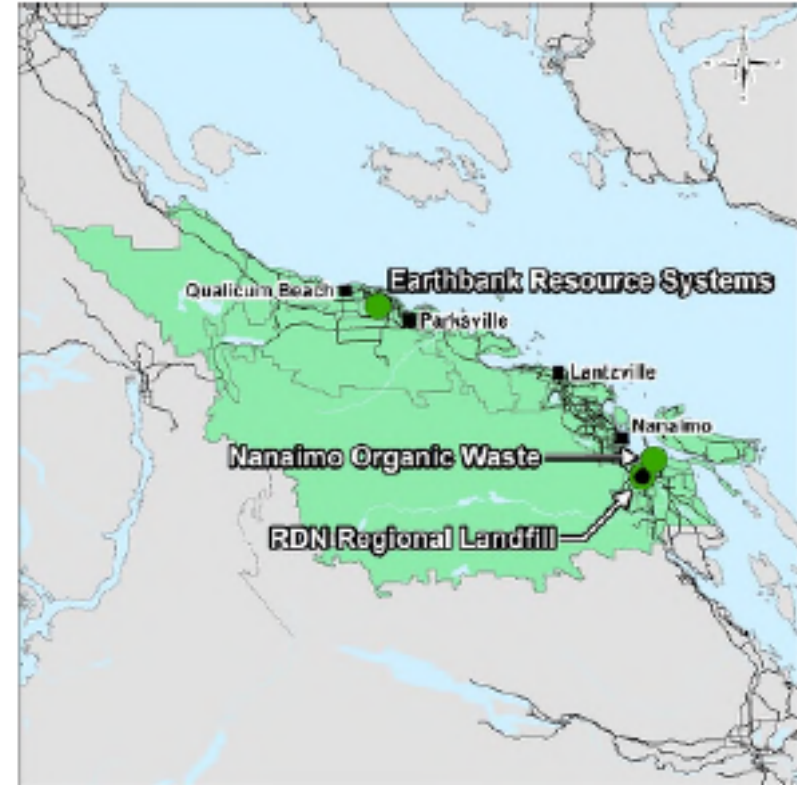 Earthbank Resource Systems
Qualicum Beach
Parksville
Lantzville
Nanaimo
Nanaimo Organic Waste
RDN Regional Landfill